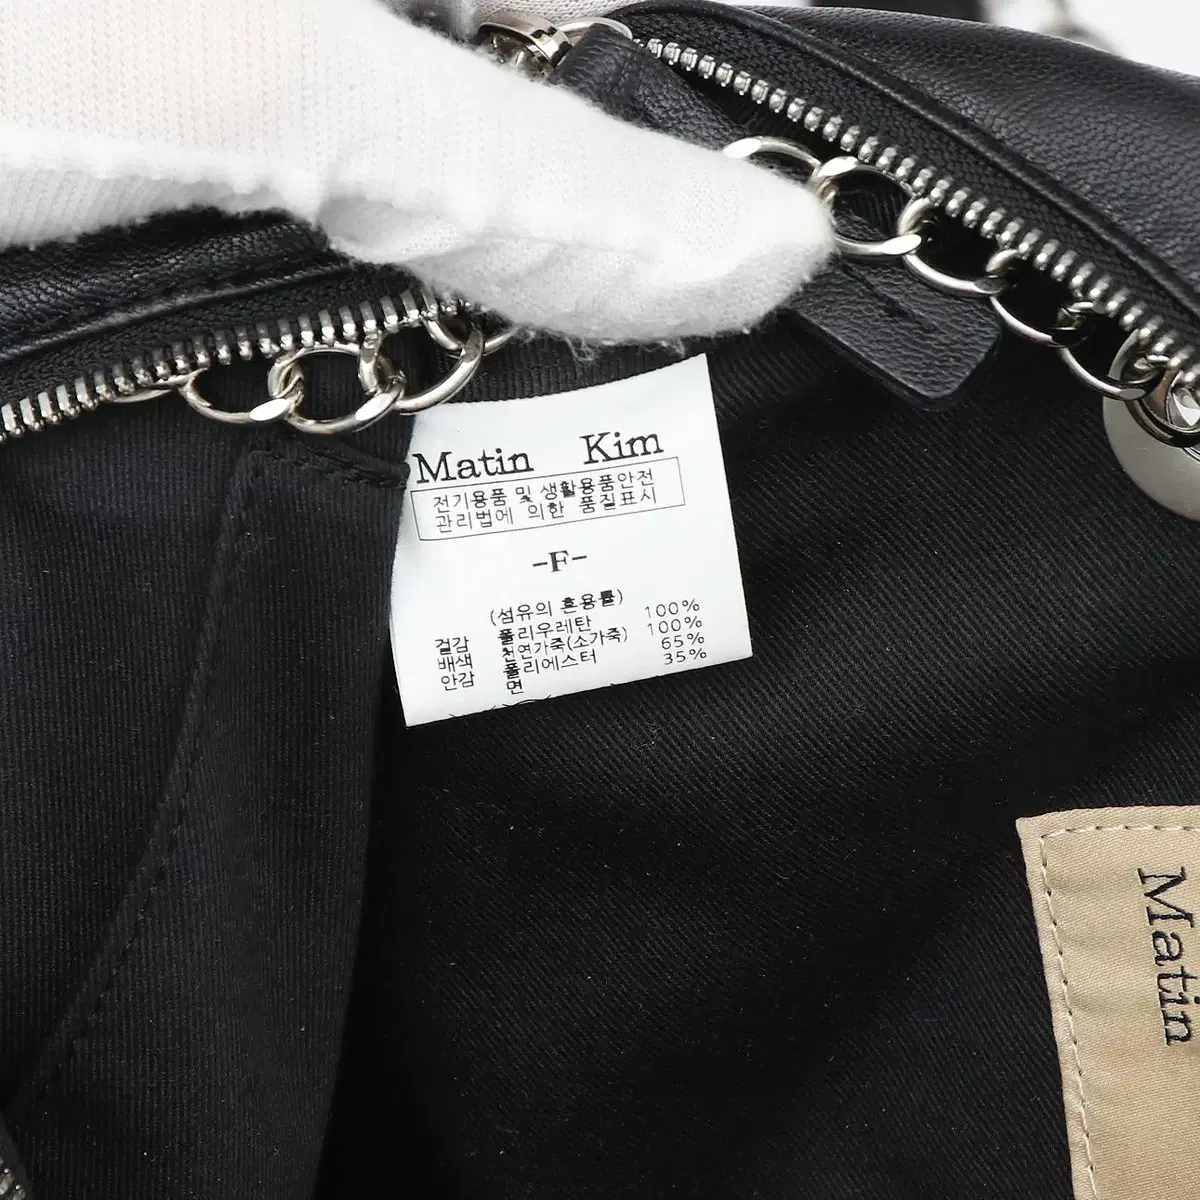 Matin Kim
전기용품 및 생활용품안전
관리법에 의한 품질표시
-F-
(섬유의 혼용률)
겉감 폴리우레탄 100%
배색 천연가죽(소가죽) 100%
안감 폴리에스터 65%
면 35%
Matin